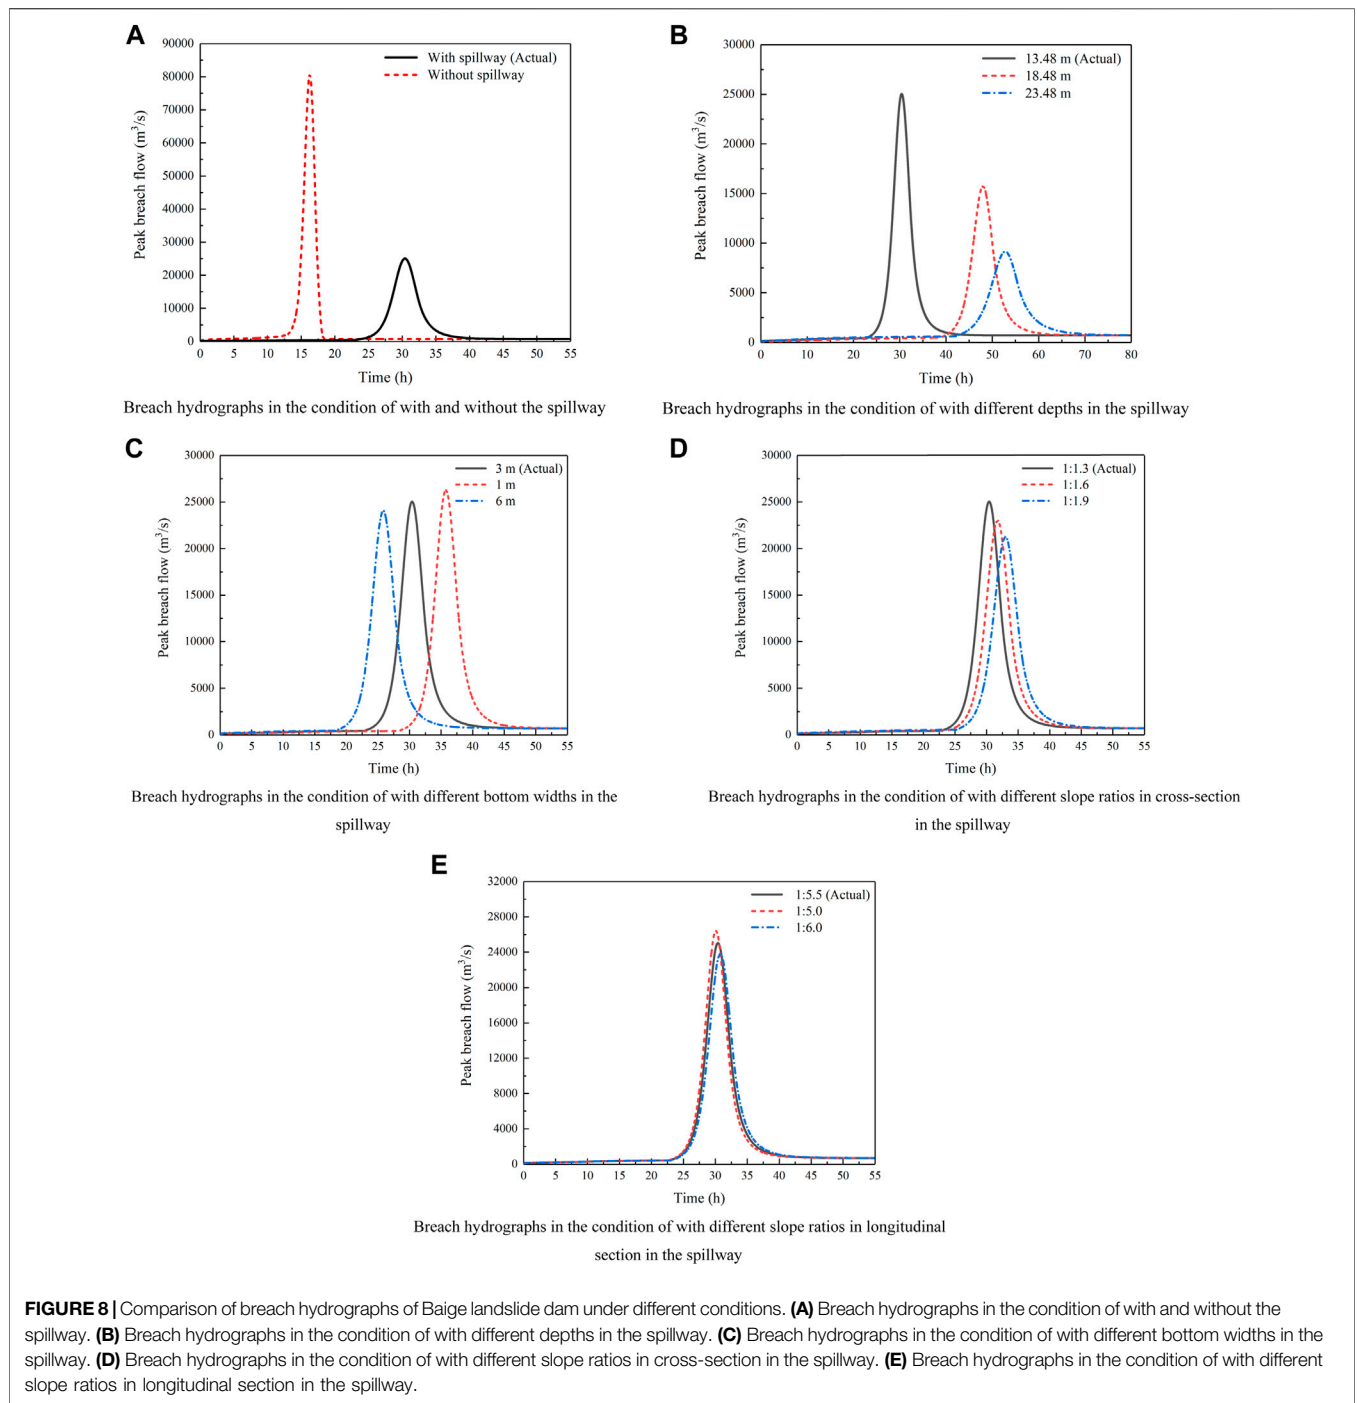 A
90000
80000
70000
60000
50000
40000
30000
20000
10000
0
Peak breach flow (m³/s)
With spillway (Actual)
Without spillway
0 5 10 15 20 25 30 35 40 45 50 55
Time (h)
Breach hydrographs in the condition of with and without the spillway
B
30000
25000
20000
15000
10000
5000
0
Peak breach flow (m³/s)
13.48 m (Actual)
18.48 m
23.48 m
0 10 20 30 40 50 60 70 80
Time (h)
Breach hydrographs in the condition of with different depths in the spillway
C
30000
25000
20000
15000
10000
5000
0
Peak breach flow (m³/s)
3 m (Actual)
1 m
6 m
0 5 10 15 20 25 30 35 40 45 50 55
Time (h)
Breach hydrographs in the condition of with different bottom widths in the
spillway
D
30000
25000
20000
15000
10000
5000
0
Peak breach flow (m³/s)
1:1.3 (Actual)
1:1.6
1:1.9
0 5 10 15 20 25 30 35 40 45 50 55
Time (h)
Breach hydrographs in the condition of with different slope ratios in cross-section
in the spillway
E
32000
28000
24000
20000
16000
12000
8000
4000
0
Peak breach flow (m³/s)
1:5.5 (Actual)
1:5.0
1:6.0
0 5 10 15 20 25 30 35 40 45 50 55
Time (h)
Breach hydrographs in the condition of with different slope ratios in longitudinal
section in the spillway
FIGURE 8 | Comparison of breach hydrographs of Baige landslide dam under different conditions. (A) Breach hydrographs in the condition of with and without the
spillway. (B) Breach hydrographs in the condition of with different depths in the spillway. (C) Breach hydrographs in the condition of with different bottom widths in the
spillway. (D) Breach hydrographs in the condition of with different slope ratios in cross-section in the spillway. (E) Breach hydrographs in the condition of with different
slope ratios in longitudinal section in the spillway.